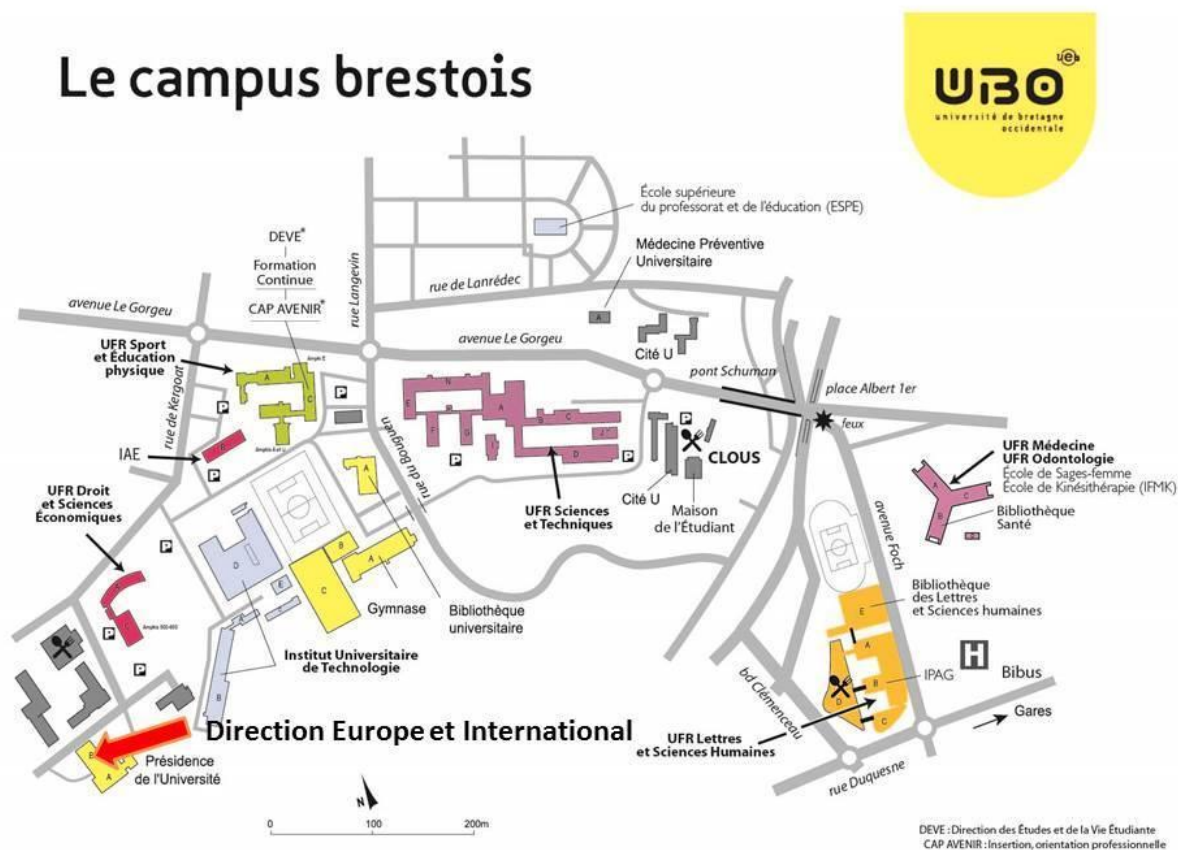 Le campus brestois
ueb
UBO
université de bretagne
occidentale
École supérieure
du professorat et de l'éducation (ESPE)
DEVE*
Formation
Continue
CAP AVENIR*
rue Langevin
Médecine Préventive
Universitaire
rue de Lanrédec
avenue Le Gorgeu
avenue Le Gorgeu
UFR Sport
et Éducation
physique
Amphi E
A
C
rue de Kergoat
IAE
P
Cité U
pont Schuman
place Albert 1er
feux
N
E
A
F
G
C
D
J
CLOUS
Cité U
Maison
de l'Étudiant
UFR Sciences
et Techniques
rue du Bouguen
UFR Médecine
UFR Odontologie
École de Sages-femme
École de Kinésithérapie (IFMK)
Bibliothèque
Santé
A
C
B
avenue Foch
UFR Droit
et Sciences
Économiques
A
D
B
A
C
Gymnase
Bibliothèque
universitaire
Institut Universitaire
de Technologie
B
Bibliothèque
des Lettres
et Sciences humaines
E
A
B
D
C
IPAG
H
Bibus
Gares
bd Clémenceau
UFR Lettres
et Sciences Humaines
rue Duquesne
Direction Europe et International
B
A
Présidence
de l'Université
N
0
100
200m
DEVE : Direction des Études et de la Vie Étudiante
CAP AVENIR : Insertion, orientation professionnelle